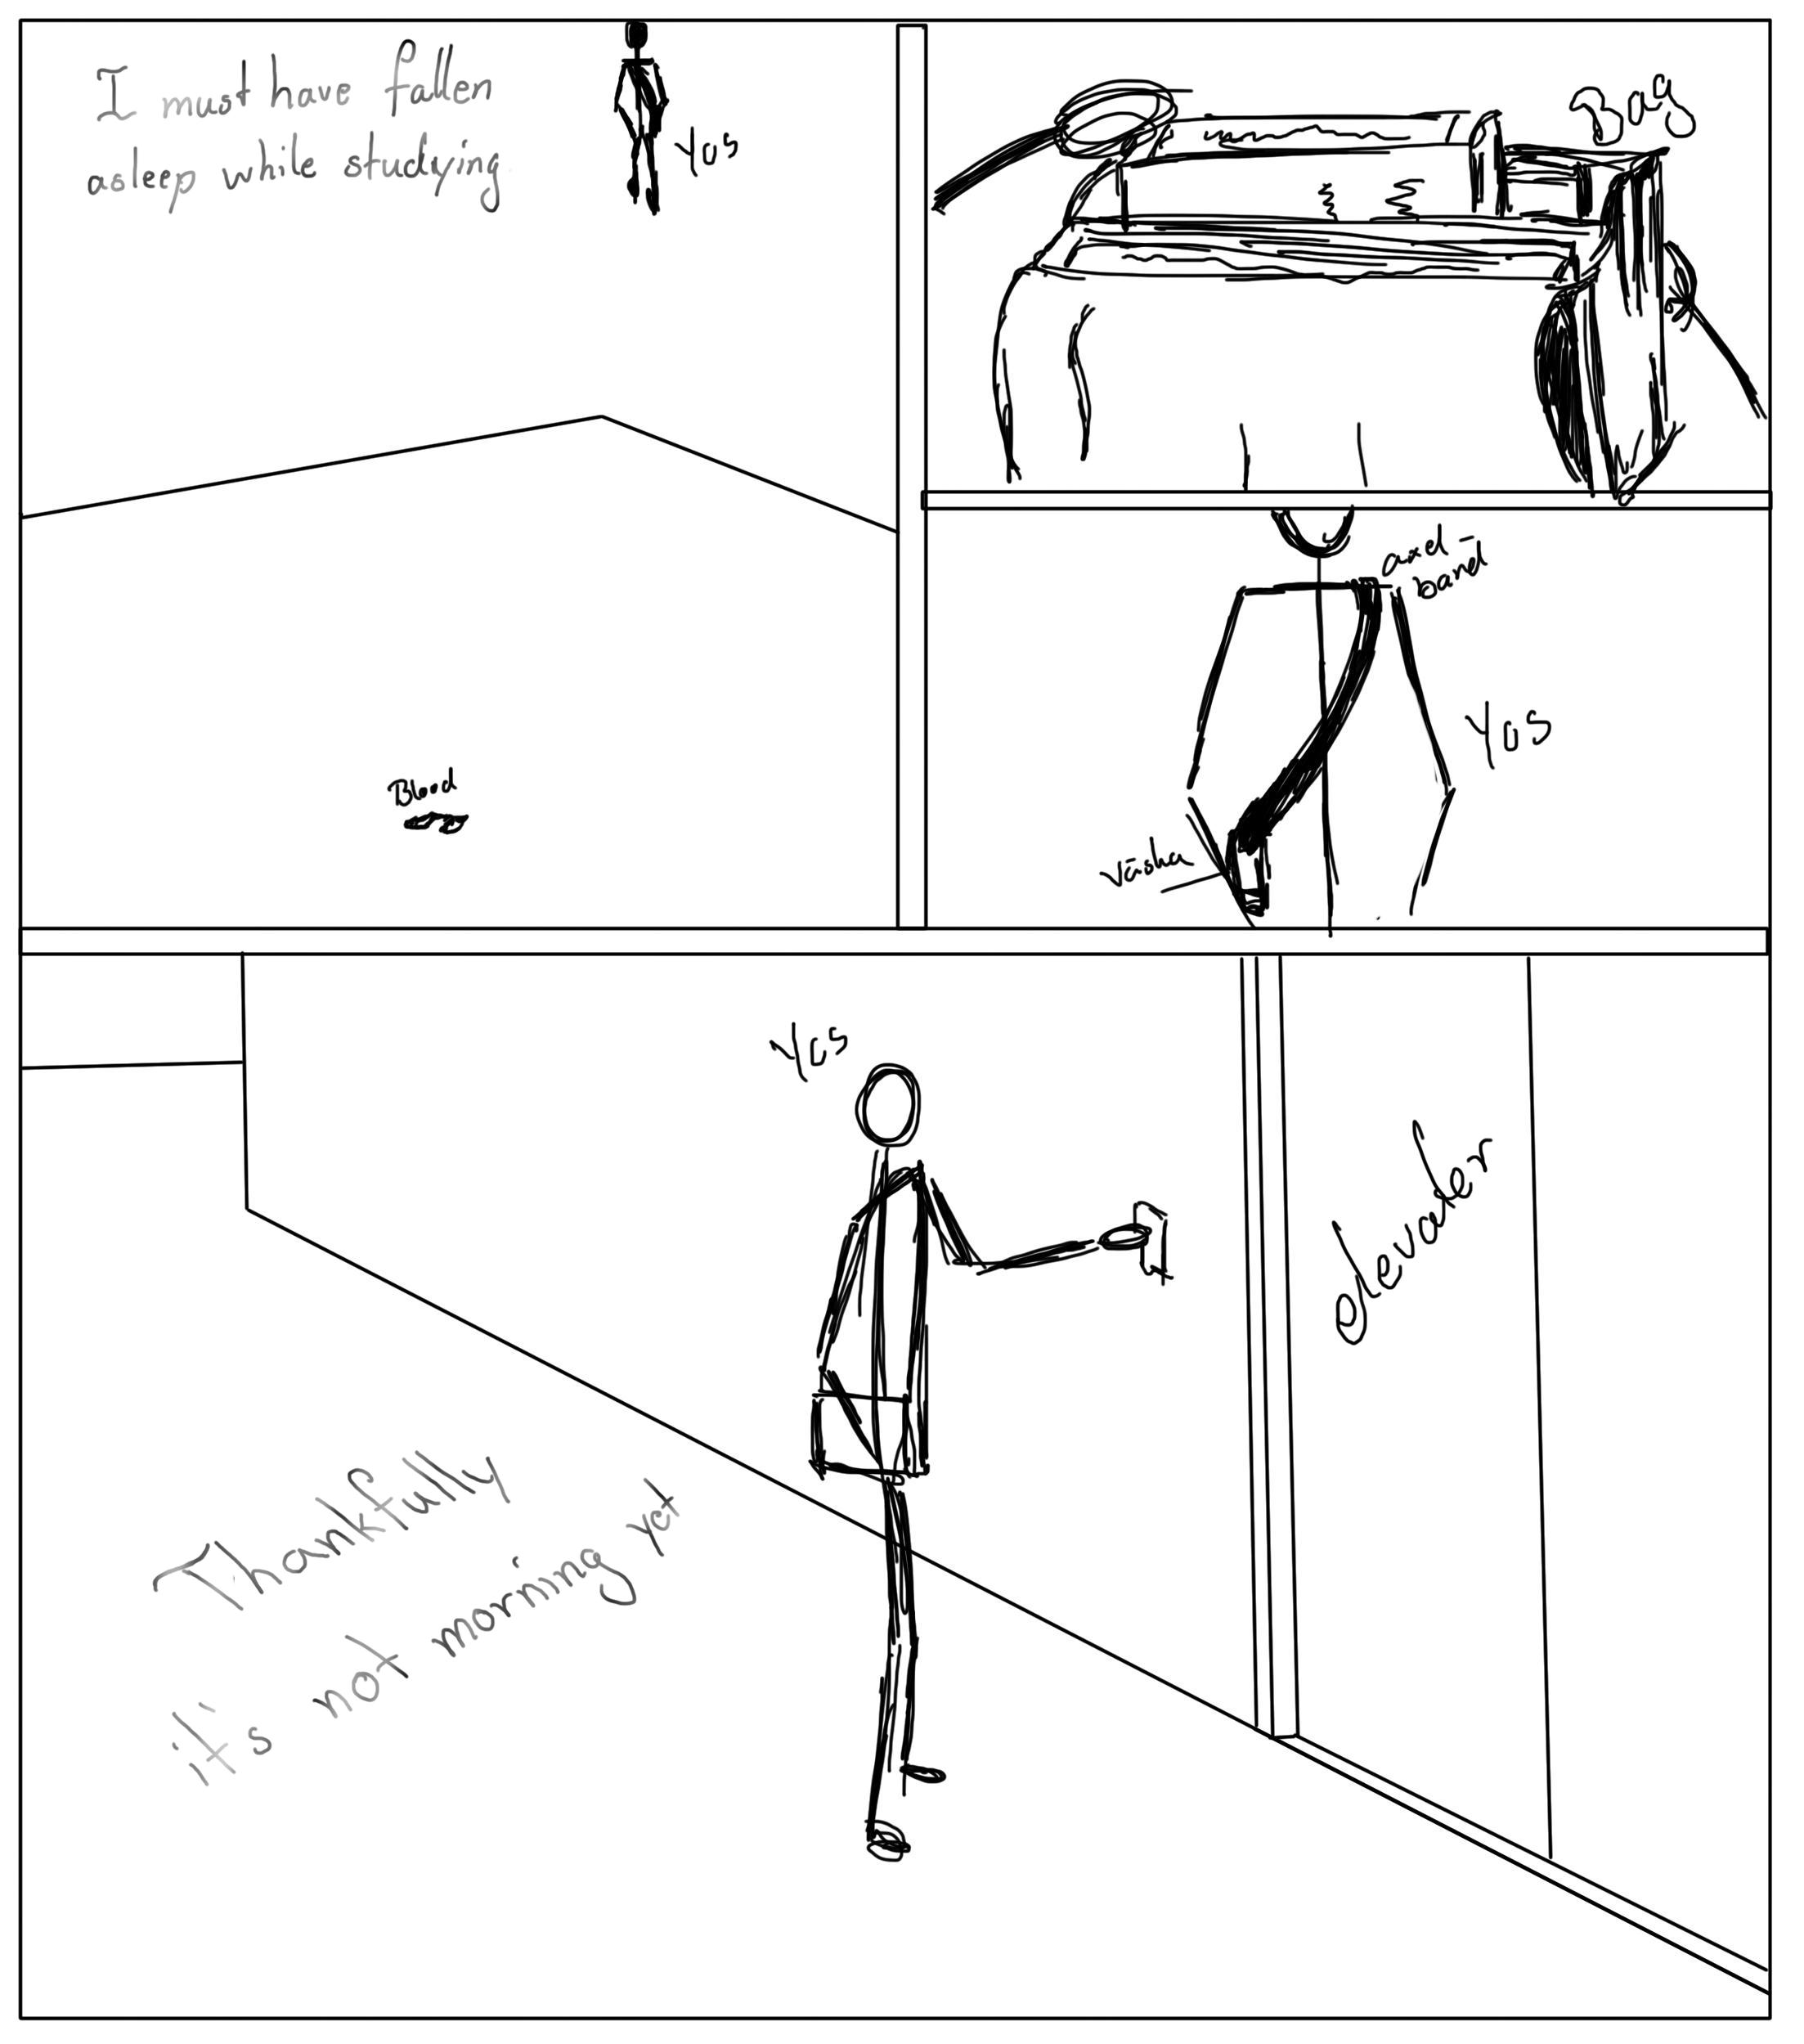 I must have fallen
asleep while studying
Yos
Blood
Bag
axel-
band
Yos
Väska
Yos
elevater
Thankfully
it's not morning yet